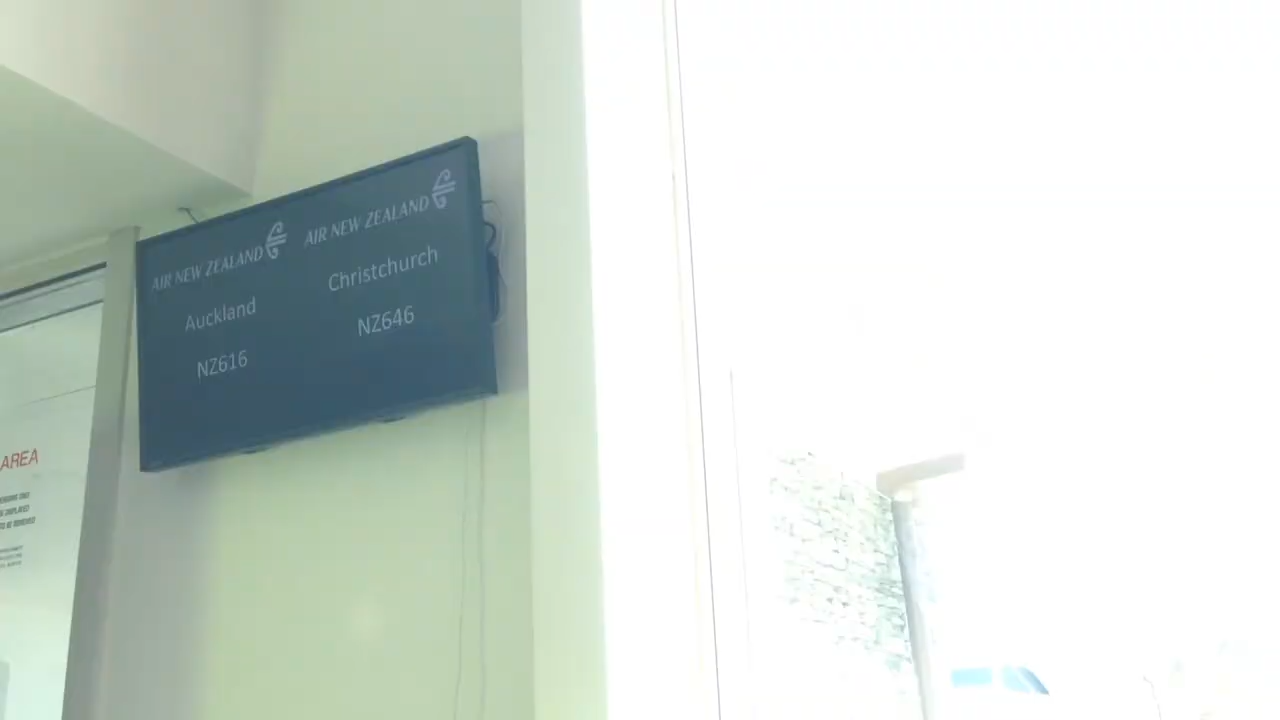 AIR NEW ZEALAND
Auckland
NZ616
AIR NEW ZEALAND
Christchurch
NZ646
AREA